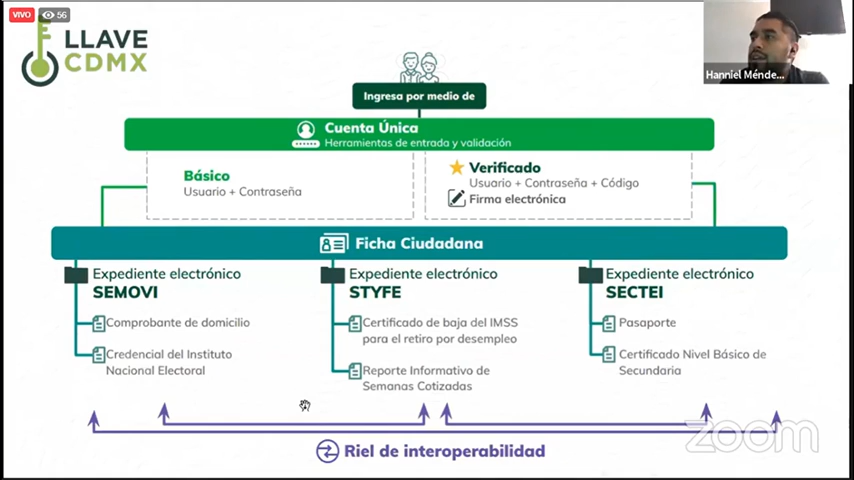 VIVO
56
LLAVE
CDMX
Hanniel Ménde...
Ingresa por medio de
Cuenta Única
Herramientas de entrada y validación
Básico
Usuario + Contraseña
Verificado
Usuario + Contraseña + Código
Firma electrónica
Ficha Ciudadana
Expediente electrónico
SEMOVI
Comprobante de domicilio
Credencial del Instituto
Nacional Electoral
Expediente electrónico
STYFE
Certificado de baja del IMSS
para el retiro por desempleo
Reporte Informativo de
Semanas Cotizadas
Expediente electrónico
SECTEI
Pasaporte
Certificado Nivel Básico de
Secundaria
Riel de interoperabilidad
zoom